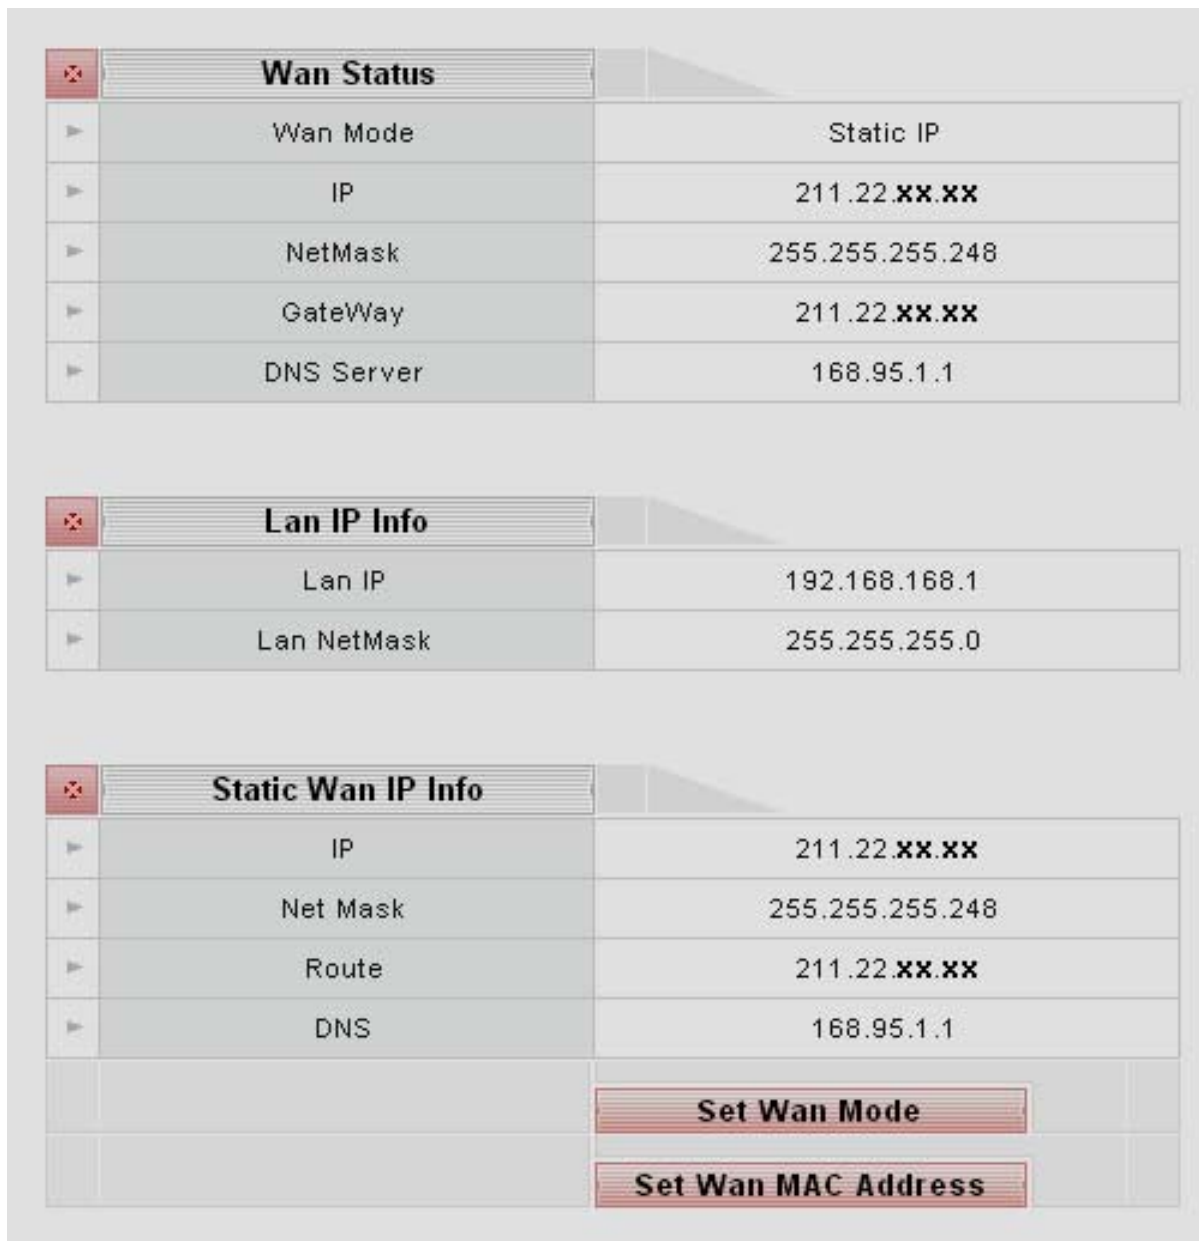 Wan Status
Wan Mode Static IP
IP 211.22.xx.xx
NetMask 255.255.255.248
GateWay 211.22.xx.xx
DNS Server 168.95.1.1
Lan IP Info
Lan IP 192.168.168.1
Lan NetMask 255.255.255.0
Static Wan IP Info
IP 211.22.xx.xx
Net Mask 255.255.255.248
Route 211.22.xx.xx
DNS 168.95.1.1
Set Wan Mode
Set Wan MAC Address